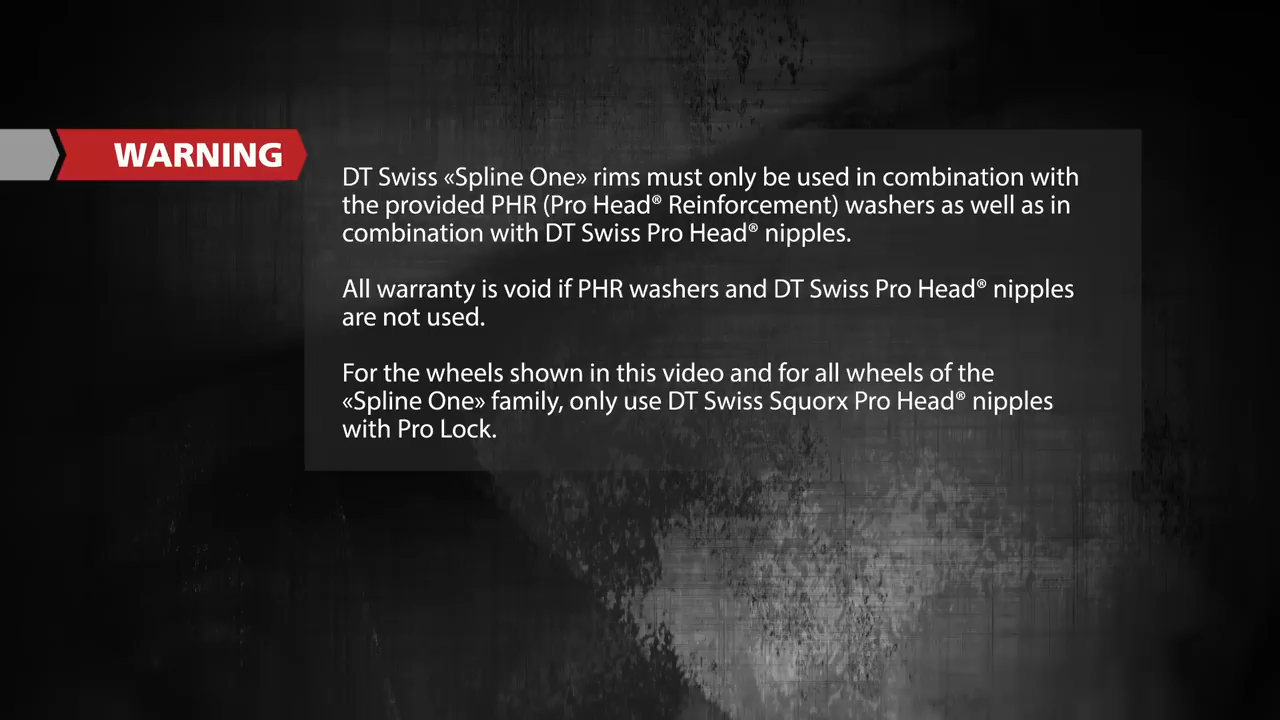 WARNING
DT Swiss «Spline One» rims must only be used in combination with
the provided PHR (Pro Head® Reinforcement) washers as well as in
combination with DT Swiss Pro Head® nipples.
All warranty is void if PHR washers and DT Swiss Pro Head® nipples
are not used.
For the wheels shown in this video and for all wheels of the
«Spline One» family, only use DT Swiss Squorx Pro Head® nipples
with Pro Lock.